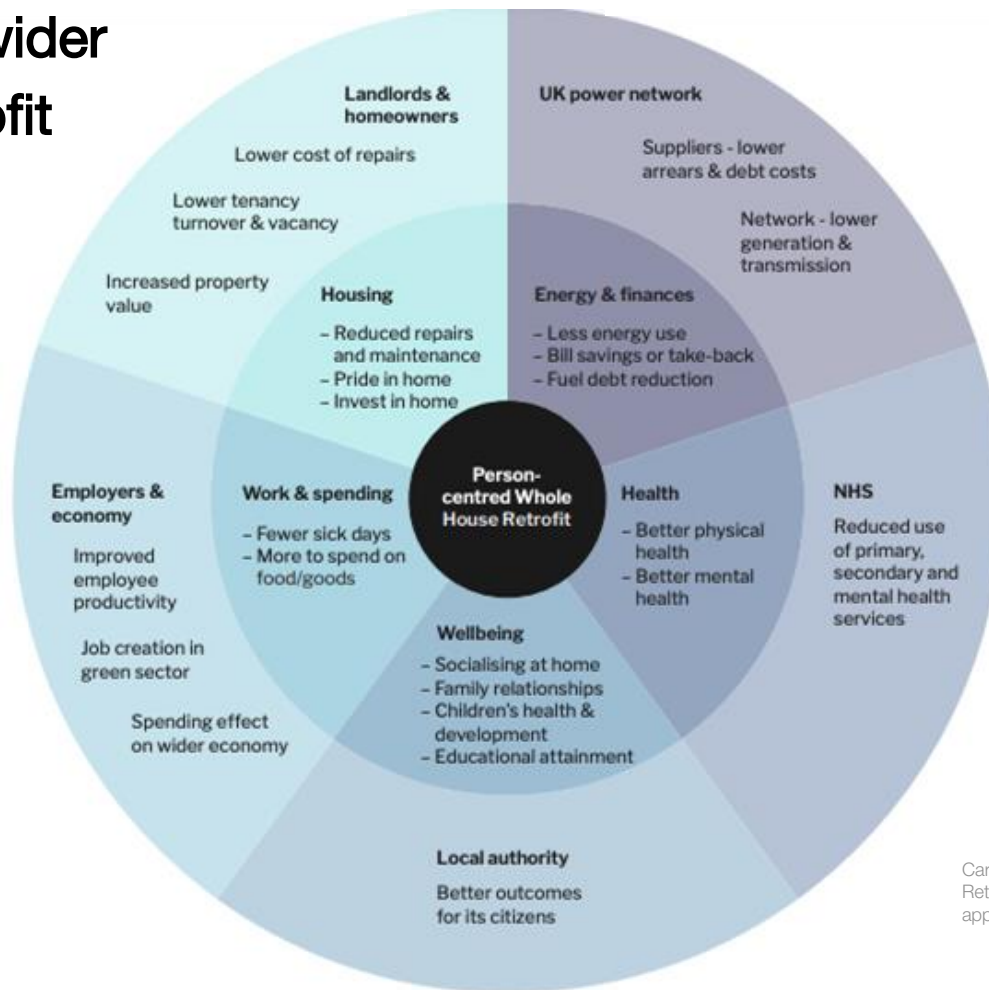 ofit
Landlords &
homeowners
Lower cost of repairs
Lower tenancy
turnover & vacancy
Increased property
value
UK power network
Suppliers - lower
arrears & debt costs
Network - lower
generation &
transmission
Housing
– Reduced repairs
and maintenance
– Pride in home
– Invest in home
Energy & finances
– Less energy use
– Bill savings or take-back
– Fuel debt reduction
Person-
centred Whole
House Retrofit
Employers &
economy
Improved
employee
productivity
Job creation in
green sector
Spending effect
on wider economy
Work & spending
– Fewer sick days
– More to spend on
food/goods
Health
– Better physical
health
– Better mental
health
NHS
Reduced use
of primary,
secondary and
mental health
services
Wellbeing
– Socialising at home
– Family relationships
– Children's health &
development
– Educational attainment
Local authority
Better outcomes
for its citizens
Car
Ret
app